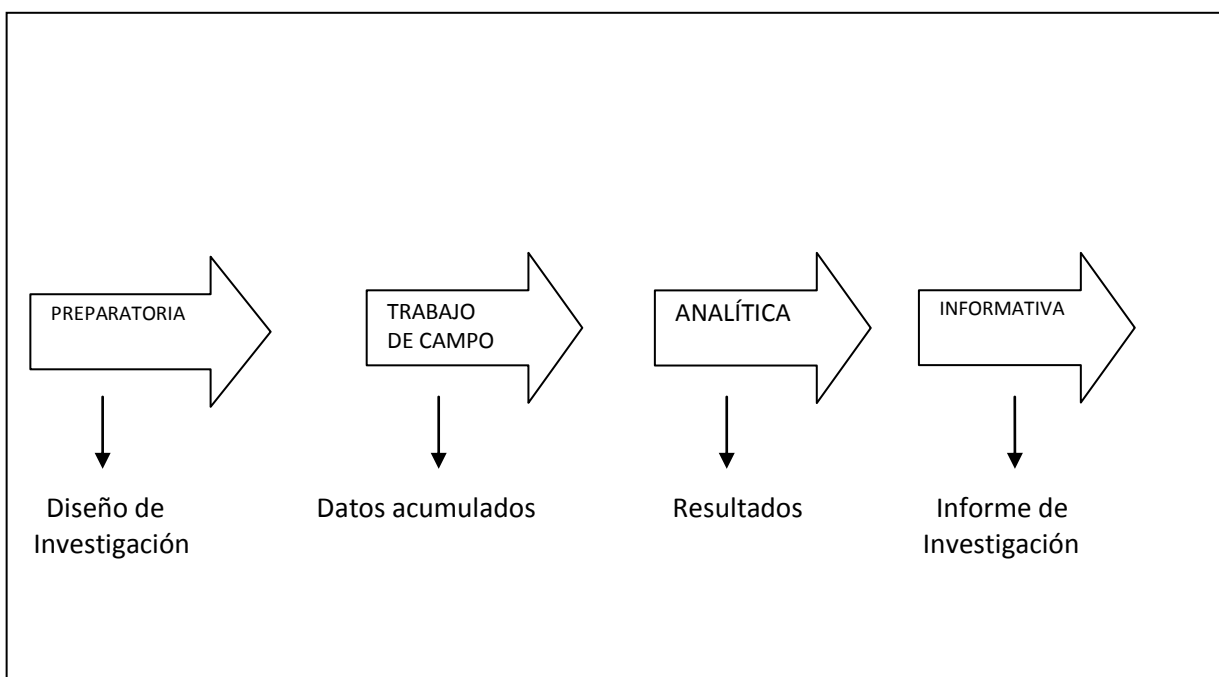 PREPARATORIA
TRABAJO
DE CAMPO
ANALÍTICA
INFORMATIVA
Diseño de
Investigación
Datos acumulados
Resultados
Informe de
Investigación